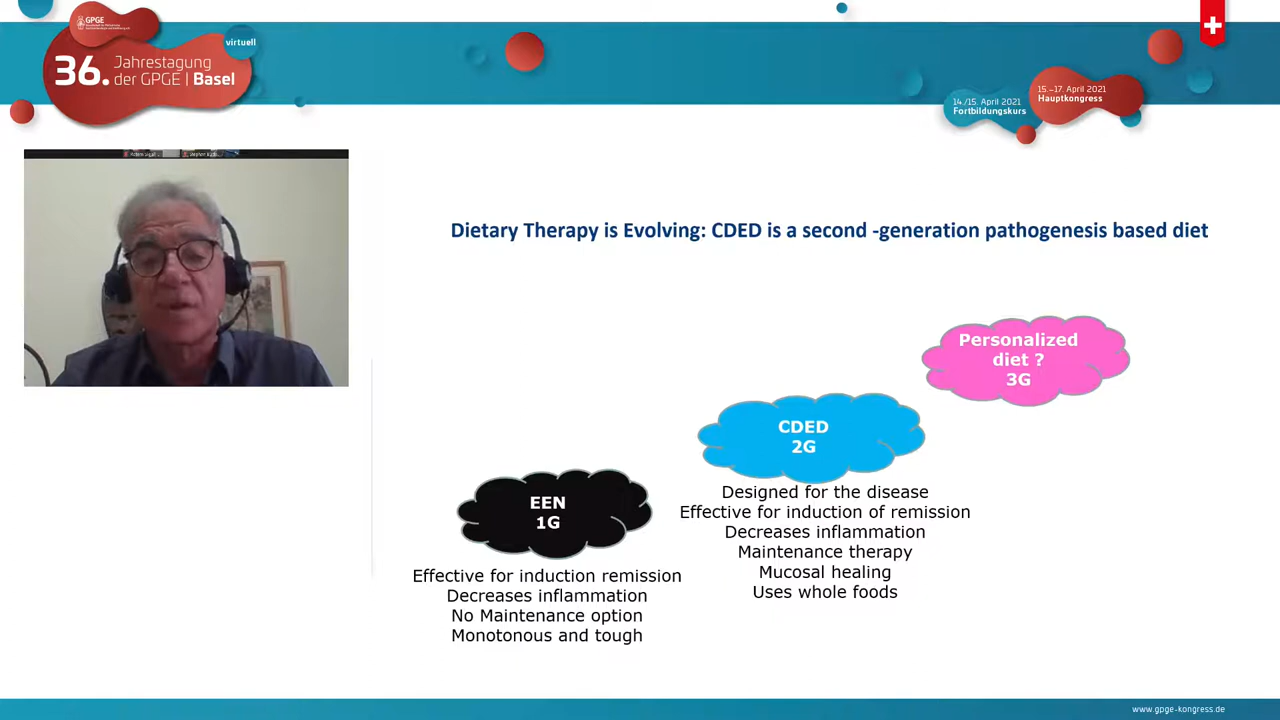 GPGE
virtuell
36. Jahrestagung
der GPGE | Basel
14./15. April 2021
Fortbildungskurs
15.–17. April 2021
Hauptkongress
Dietary Therapy is Evolving: CDED is a second -generation pathogenesis based diet
Personalized
diet ?
3G
CDED
2G
Designed for the disease
Effective for induction of remission
Decreases inflammation
Maintenance therapy
Mucosal healing
Uses whole foods
EEN
1G
Effective for induction remission
Decreases inflammation
No Maintenance option
Monotonous and tough
www.gpge-kongress.de